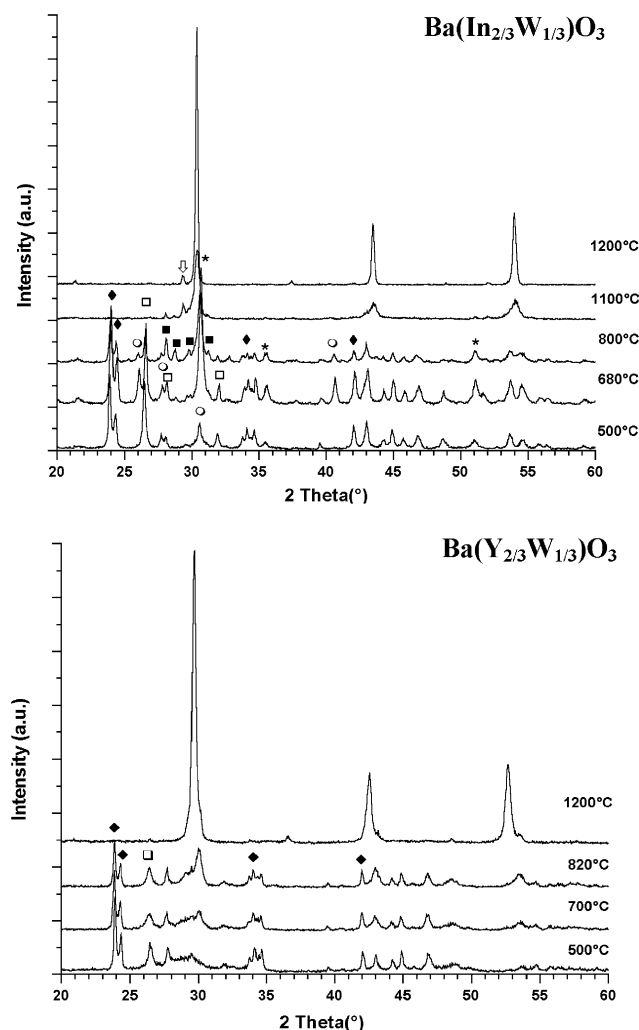 Ba(In2/3W1/3)O3
Intensity (a.u.)
1200°C
1100°C
800°C
680°C
500°C
20 25 30 35 40 45 50 55 60
2 Theta(°)
Ba(Y2/3W1/3)O3
Intensity (a.u.)
1200°C
820°C
700°C
500°C
20 25 30 35 40 45 50 55 60
2 Theta(°)